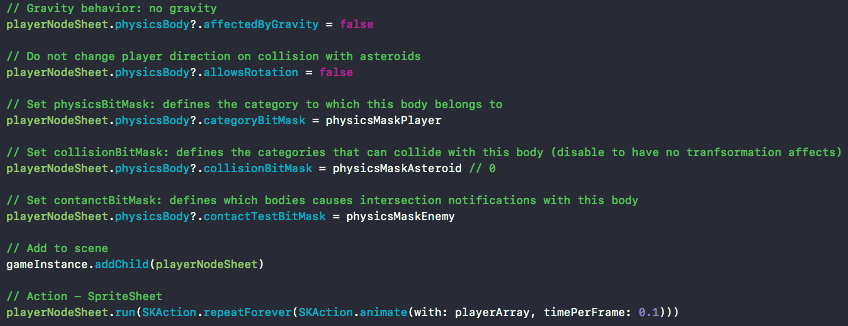 // Gravity behavior: no gravity
playerNodeSheet.physicsBody?.affectedByGravity = false
// Do not change player direction on collision with asteroids
playerNodeSheet.physicsBody?.allowsRotation = false
// Set physicsBitMask: defines the category to which this body belongs to
playerNodeSheet.physicsBody?.categoryBitMask = physicsMaskPlayer
// Set collisionBitMask: defines the categories that can collide with this body (disable to have no tranfsormation affects)
playerNodeSheet.physicsBody?.collisionBitMask = physicsMaskAsteroid // 0
// Set contanctBitMask: defines which bodies causes intersection notifications with this body
playerNodeSheet.physicsBody?.contactTestBitMask = physicsMaskEnemy
// Add to scene
gameInstance.addChild(playerNodeSheet)
// Action – SpriteSheet
playerNodeSheet.run(SKAction.repeatForever(SKAction.animate(with: playerArray, timePerFrame: 0.1)))